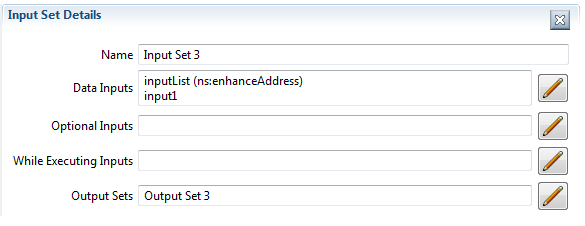 Input Set Details
Name Input Set 3
Data Inputs inputList (ns:enhanceAddress)
input1
Optional Inputs
While Executing Inputs
Output Sets Output Set 3